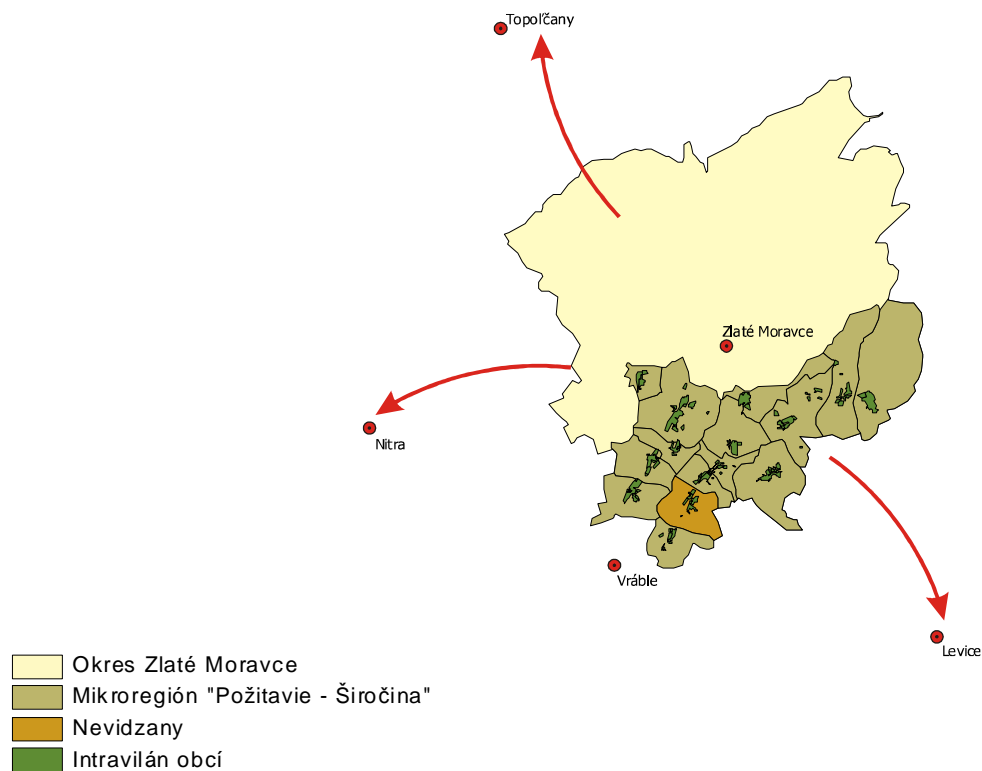 Topoľčany
Zlaté Moravce
Nitra
Vráble
Levice
Okres Zlaté Moravce
Mikroregión "Požitavie - Širočina"
Nevidzany
Intravilán obcí